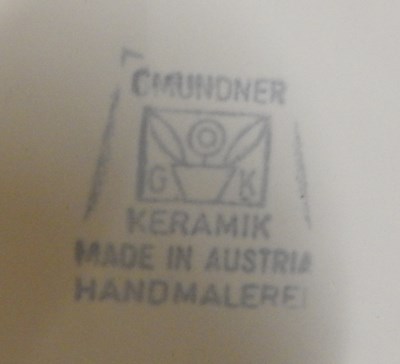 GMUNDNER
G K
KERAMIK
MADE IN AUSTRIA
HANDMALEREI